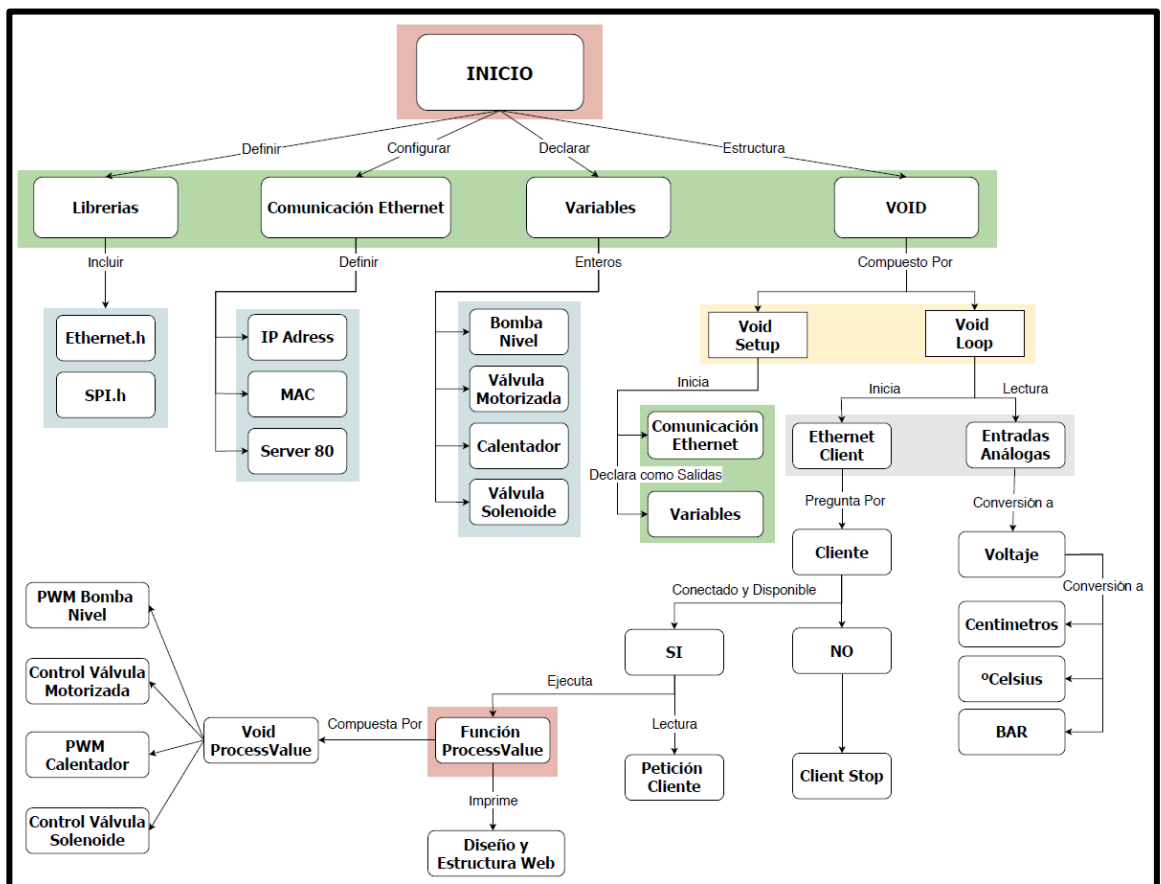 INICIO
Definir
Configurar
Declarar
Estructura
Librerias
Comunicación Ethernet
Variables
VOID
Incluir
Definir
Enteros
Compuesto Por
Ethernet.h
SPI.h
IP Adress
MAC
Server 80
Bomba
Nivel
Válvula
Motorizada
Calentador
Válvula
Solenoide
Void
Setup
Void
Loop
Inicia
Inicia
Lectura
Comunicación
Ethernet
Declara como Salidas
Variables
Ethernet
Client
Entradas
Análogas
Pregunta Por
Conversión a
Cliente
Voltaje
Conversión a
Conectado y Disponible
Centimetros
SI
NO
ºCelsius
BAR
Ejecuta
Lectura
PWM Bomba
Nivel
Control Válvula
Motorizada
PWM
Calentador
Control Válvula
Solenoide
Void
ProcessValue
Compuesta Por
Función
ProcessValue
Petición
Cliente
Client Stop
Imprime
Diseño y
Estructura Web